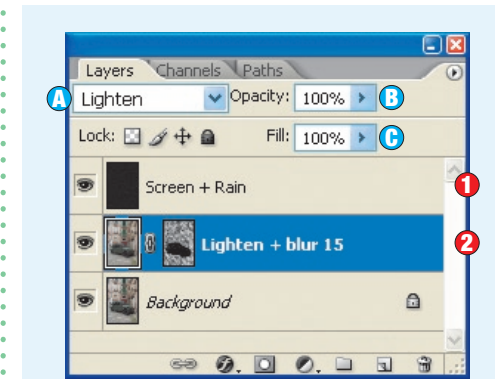 Layers Channels Paths
A Lighten Opacity: 100% B
Lock: Fill: 100% C
Screen + Rain 1
Lighten + blur 15 2
Background